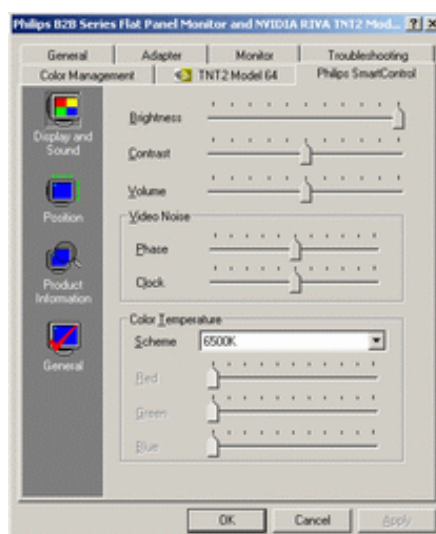 Philips B2B Series Flat Panel Monitor and NVIDIA RIVA TNT2 Mod... ? X
General Adapter Monitor Troubleshooting
Color Management TNT2 Model 64 Philips SmartControl
Display and
Sound
Position
Product
Information
General
Brightness
Contrast
Volume
Video Noise
Phase
Clock
Color Temperature
Scheme 6500K
Red
Green
Blue
OK Cancel Apply